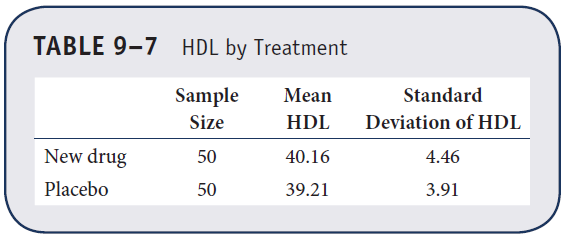 TABLE 9–7 HDL by Treatment
Sample Mean Standard
Size HDL Deviation of HDL
New drug 50 40.16 4.46
Placebo 50 39.21 3.91